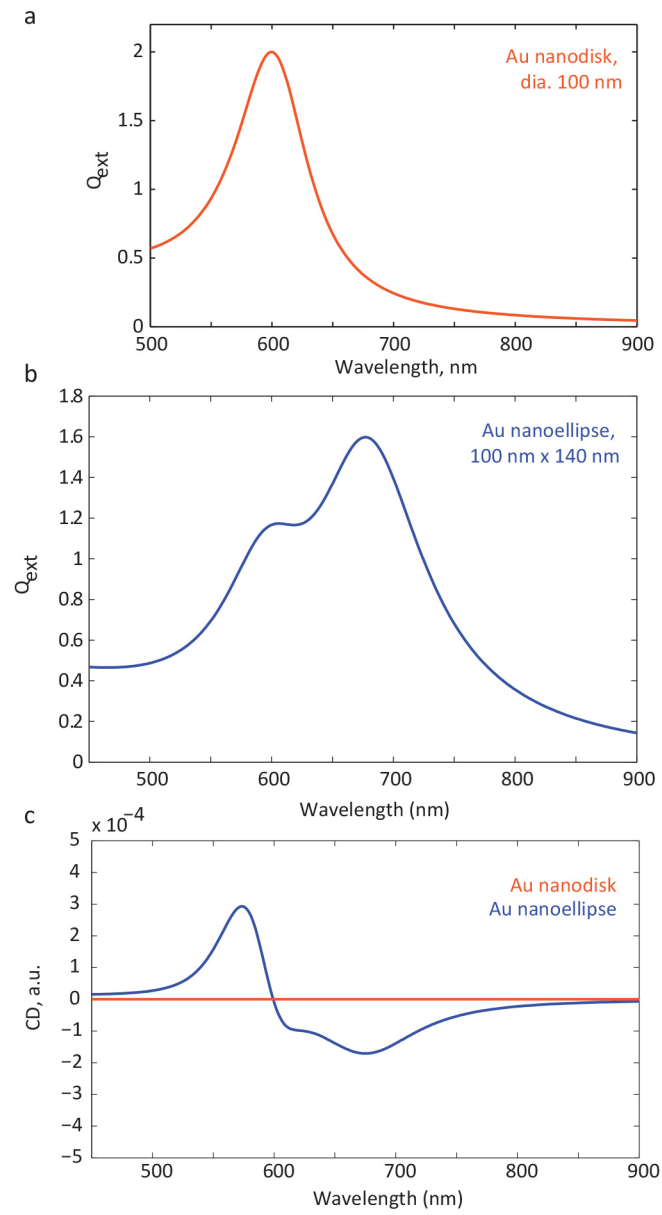 a
2
1.5
1
0.5
0
Q_ext
Au nanodisk,
dia. 100 nm
500 600 700 800 900
Wavelength, nm
b
1.8
1.6
1.4
1.2
1
0.8
0.6
0.4
0.2
0
Q_ext
Au nanoellipse,
100 nm x 140 nm
500 600 700 800 900
Wavelength (nm)
c
x 10⁻⁴
5
4
3
2
1
0
−1
−2
−3
−4
−5
CD, a.u.
Au nanodisk
Au nanoellipse
500 600 700 800 900
Wavelength (nm)